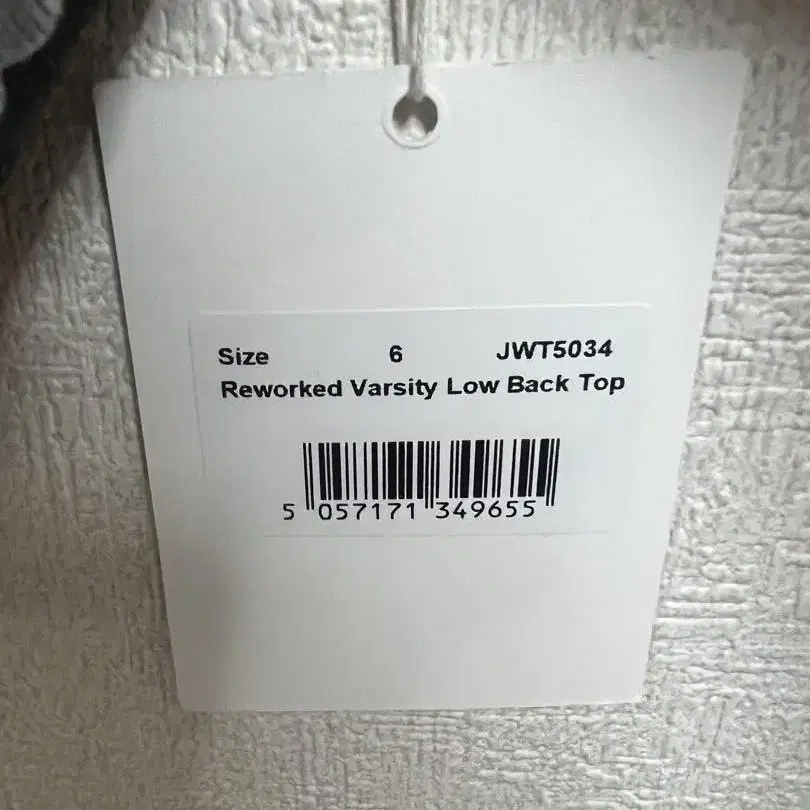 Size 6 JWT5034
Reworked Varsity Low Back Top
5 057171 349655